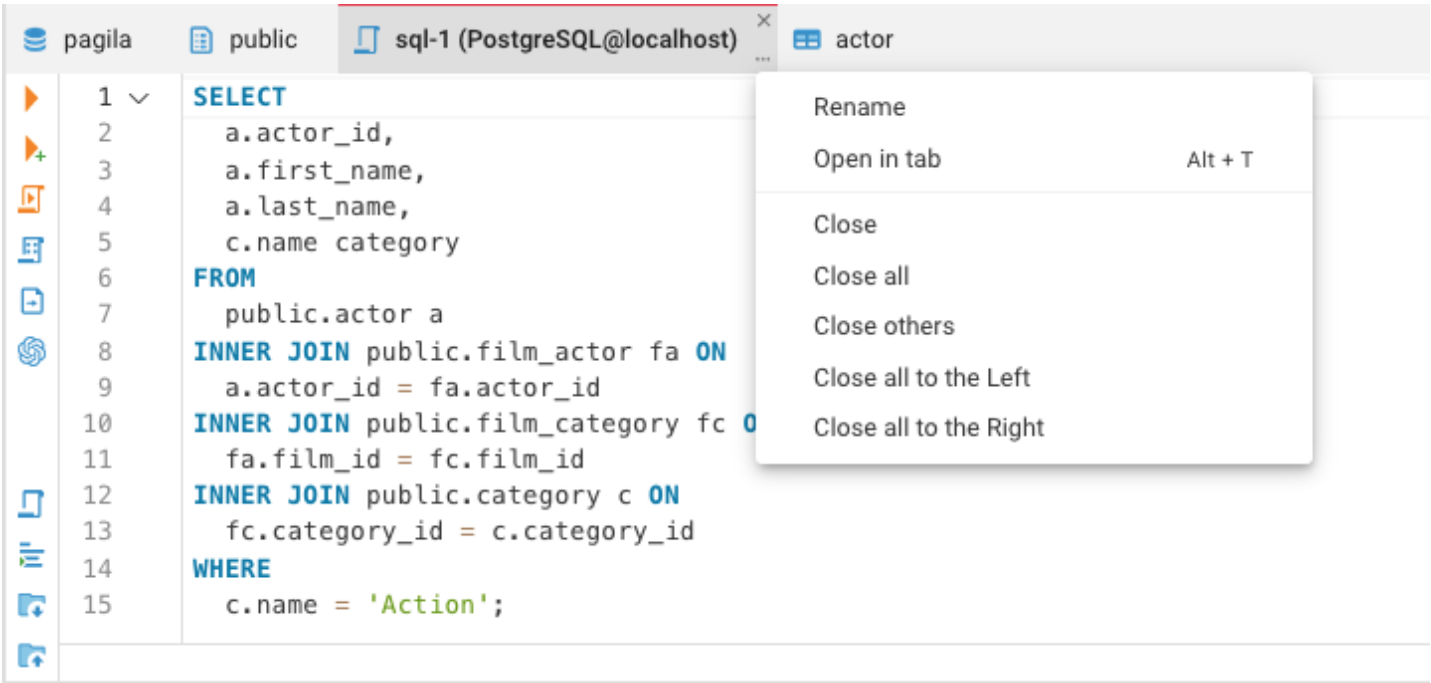 pagila public sql-1 (PostgreSQL@localhost) actor
1 SELECT
2 a.actor_id,
3 a.first_name,
4 a.last_name,
5 c.name category
6 FROM
7 public.actor a
8 INNER JOIN public.film_actor fa ON
9 a.actor_id = fa.actor_id
10 INNER JOIN public.film_category fc O
11 fa.film_id = fc.film_id
12 INNER JOIN public.category c ON
13 fc.category_id = c.category_id
14 WHERE
15 c.name = 'Action';
Rename
Open in tab Alt + T
Close
Close all
Close others
Close all to the Left
Close all to the Right